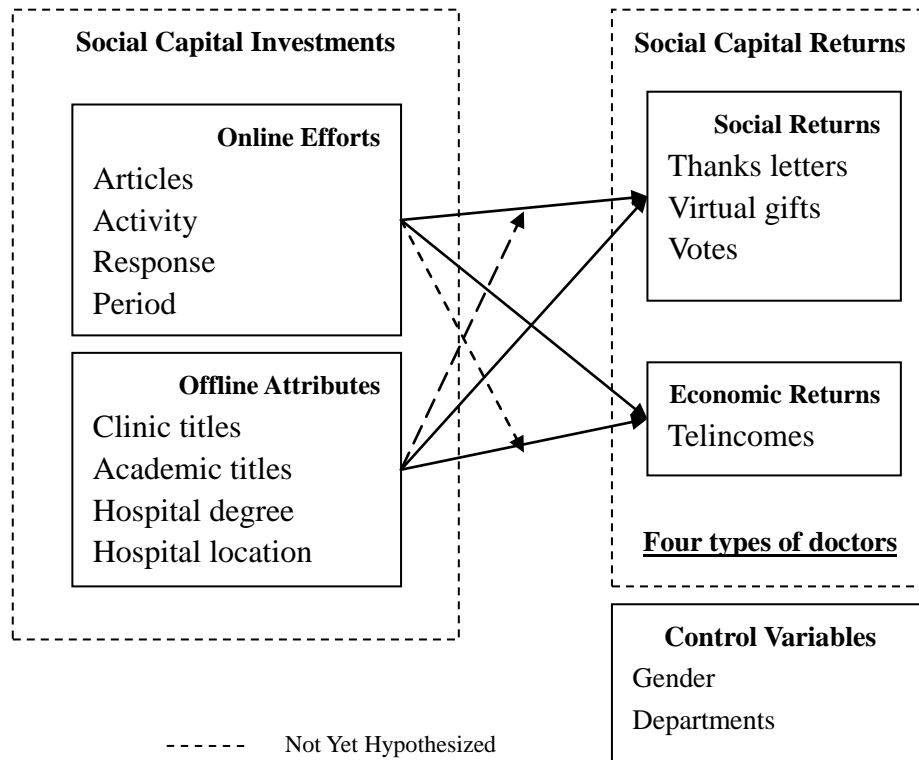 Social Capital Investments
Online Efforts
Articles
Activity
Response
Period
Offline Attributes
Clinic titles
Academic titles
Hospital degree
Hospital location
Social Capital Returns
Social Returns
Thanks letters
Virtual gifts
Votes
Economic Returns
Telincomes
Four types of doctors
Control Variables
Gender
Departments
Not Yet Hypothesized